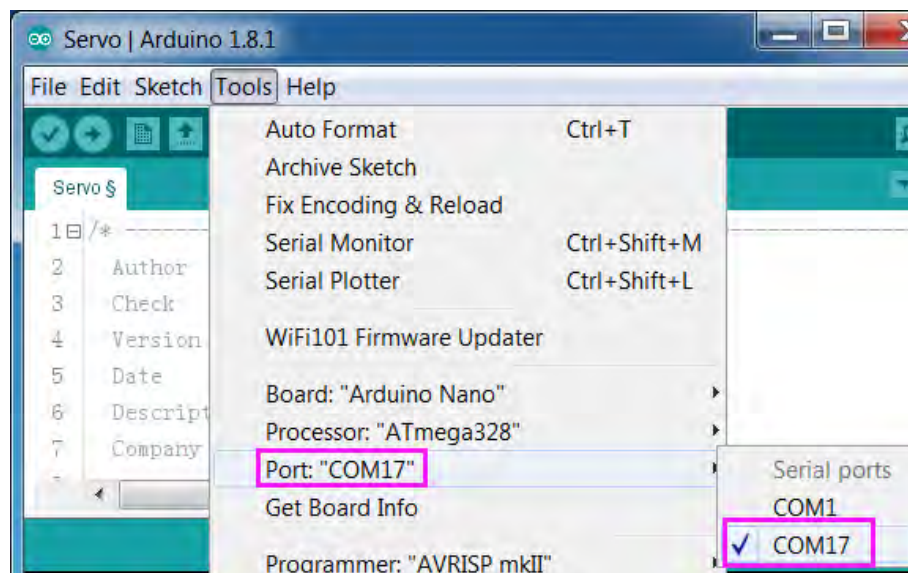 Servo | Arduino 1.8.1
File Edit Sketch Tools Help
Auto Format Ctrl+T
Archive Sketch
Fix Encoding & Reload
Serial Monitor Ctrl+Shift+M
Serial Plotter Ctrl+Shift+L
WiFi101 Firmware Updater
Board: "Arduino Nano"
Processor: "ATmega328"
Port: "COM17"
Get Board Info
Programmer: "AVRISP mkII"
Serial ports
COM1
COM17
Servo §
1 /* ------
2 Author
3 Check
4 Version
5 Date
6 Descript
7 Company